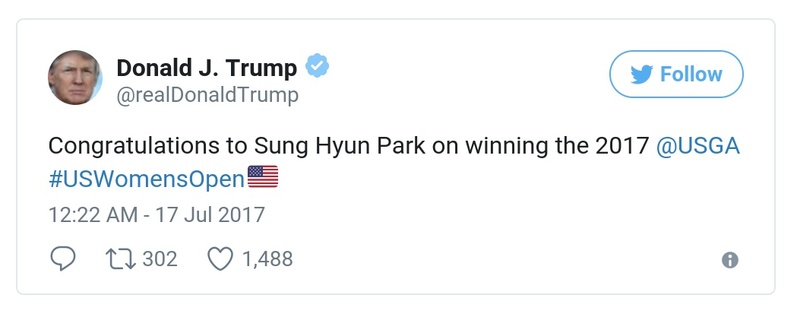 Donald J. Trump
@realDonaldTrump
Follow
Congratulations to Sung Hyun Park on winning the 2017 @USGA
#USWomensOpen🇺🇸
12:22 AM - 17 Jul 2017
302 1,488